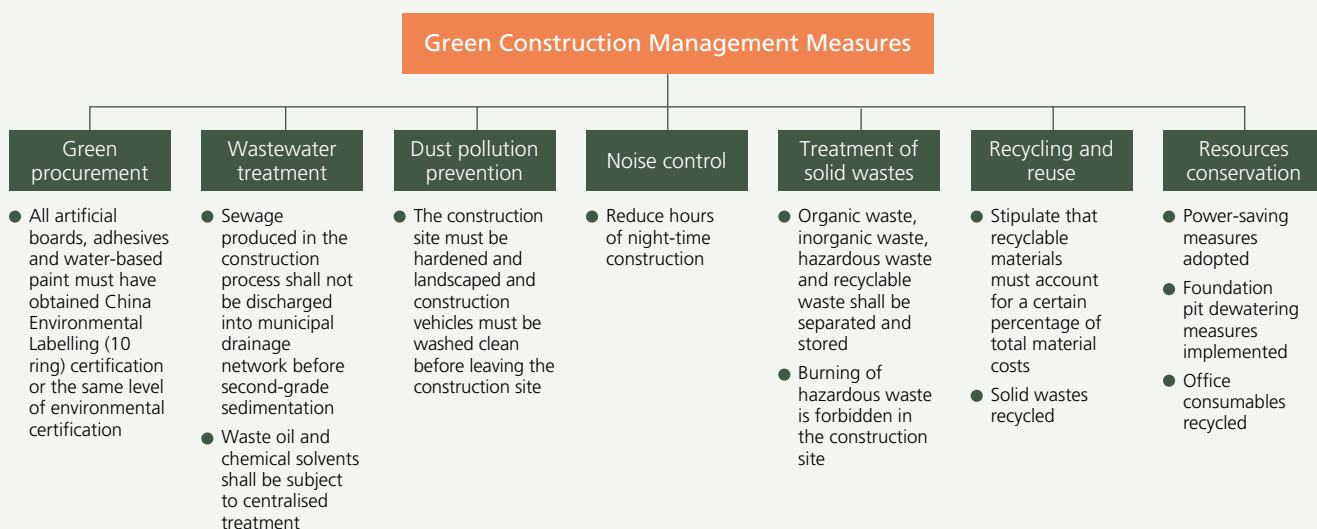 Green Construction Management Measures
Green
procurement
● All artificial
boards, adhesives
and water-based
paint must have
obtained China
Environmental
Labelling (10
ring) certification
or the same level
of environmental
certification
Wastewater
treatment
● Sewage
produced in the
construction
process shall not
be discharged
into municipal
drainage
network before
second-grade
sedimentation
● Waste oil and
chemical solvents
shall be subject
to centralised
treatment
Dust pollution
prevention
● The construction
site must be
hardened and
landscaped and
construction
vehicles must be
washed clean
before leaving the
construction site
Noise control
● Reduce hours
of night-time
construction
Treatment of
solid wastes
● Organic waste,
inorganic waste,
hazardous waste
and recyclable
waste shall be
separated and
stored
● Burning of
hazardous waste
is forbidden in
the construction
site
Recycling and
reuse
● Stipulate that
recyclable
materials
must account
for a certain
percentage of
total material
costs
● Solid wastes
recycled
Resources
conservation
● Power-saving
measures
adopted
● Foundation
pit dewatering
measures
implemented
● Office
consumables
recycled